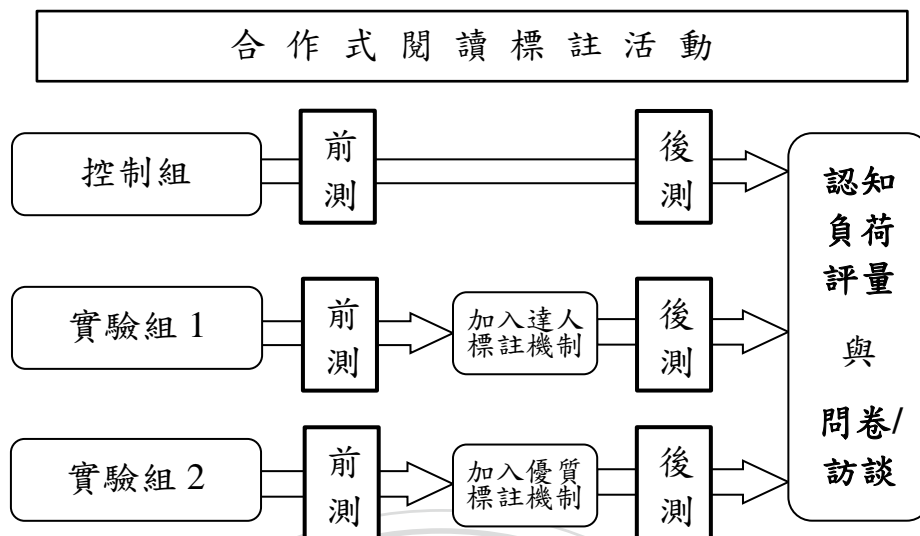 合作式閱讀標註活動
控制組
前
測
後
測
實驗組 1
前
測
加入達人
標註機制
後
測
實驗組 2
前
測
加入優質
標註機制
後
測
認知
負荷
評量
與
問卷/
訪談